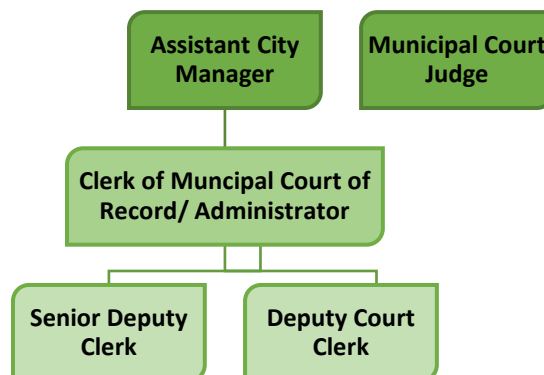 Assistant City
Manager
Municipal Court
Judge
Clerk of Muncipal Court of
Record/ Administrator
Senior Deputy
Clerk
Deputy Court
Clerk